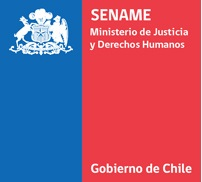 SENAME
Ministerio de Justicia
y Derechos Humanos
Gobierno de Chile